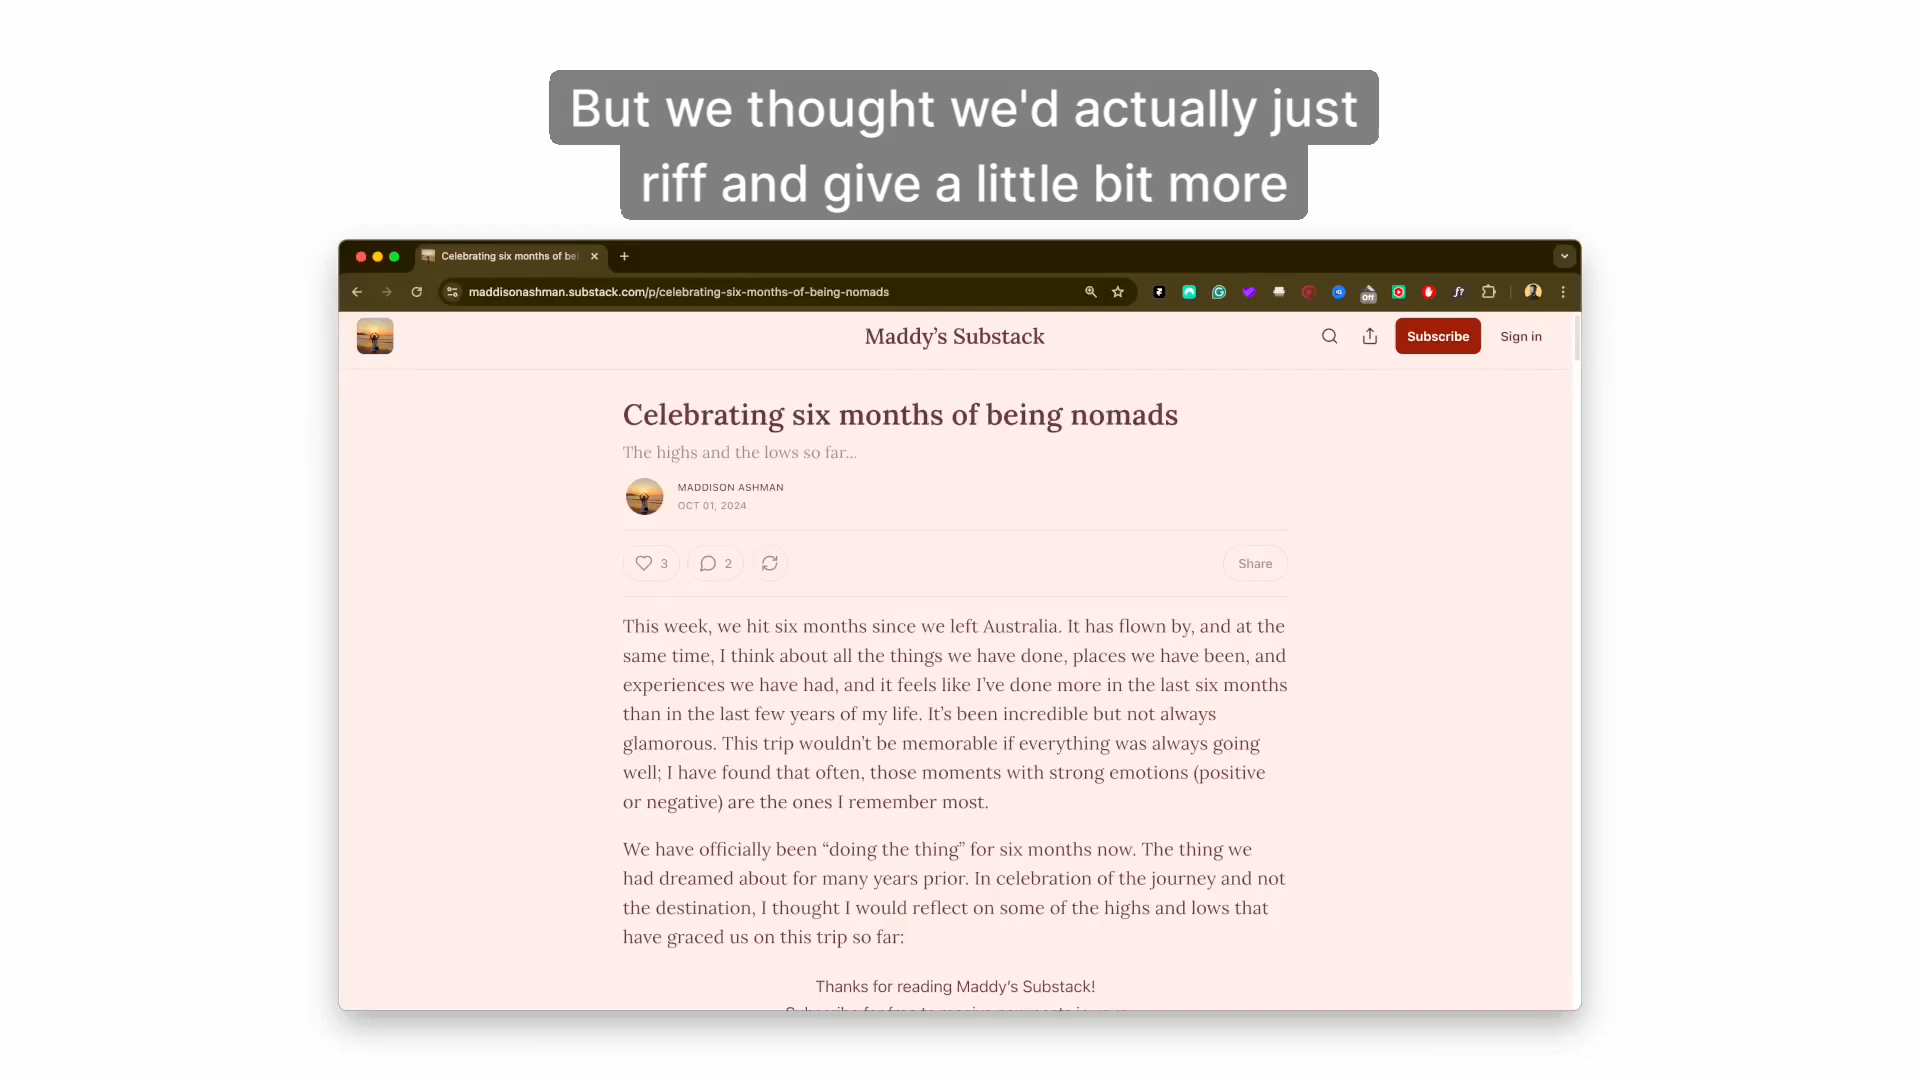 But we thought we'd actually just
riff and give a little bit more
Celebrating six months of bei
maddisonashman.substack.com/p/celebrating-six-months-of-being-nomads
Off
f?
Maddy’s Substack
Subscribe
Sign in
Celebrating six months of being nomads
The highs and the lows so far...
MADDISON ASHMAN
OCT 01, 2024
3
2
Share
This week, we hit six months since we left Australia. It has flown by, and at the
same time, I think about all the things we have done, places we have been, and
experiences we have had, and it feels like I’ve done more in the last six months
than in the last few years of my life. It’s been incredible but not always
glamorous. This trip wouldn’t be memorable if everything was always going
well; I have found that often, those moments with strong emotions (positive
or negative) are the ones I remember most.
We have officially been “doing the thing” for six months now. The thing we
had dreamed about for many years prior. In celebration of the journey and not
the destination, I thought I would reflect on some of the highs and lows that
have graced us on this trip so far:
Thanks for reading Maddy’s Substack!